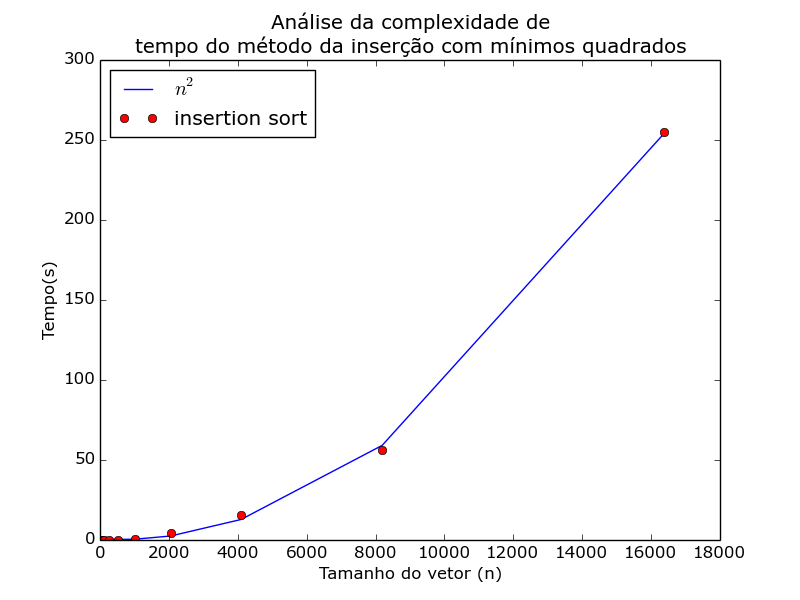 Análise da complexidade de
tempo do método da inserção com mínimos quadrados
n²
insertion sort
300
250
200
150
100
50
0
Tempo(s)
0 2000 4000 6000 8000 10000 12000 14000 16000 18000
Tamanho do vetor (n)